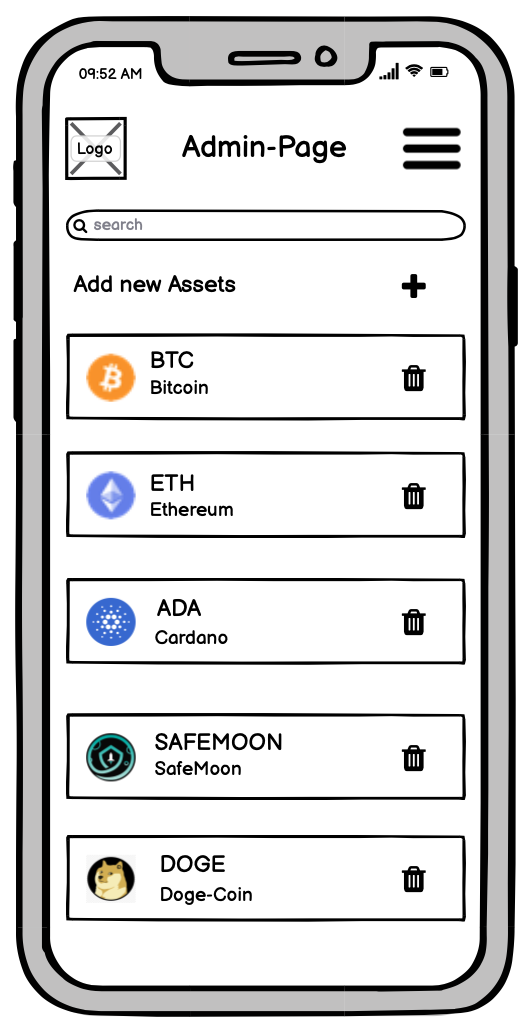 09:52 AM
Logo
Admin-Page
search
Add new Assets
BTC
Bitcoin
ETH
Ethereum
ADA
Cardano
SAFEMOON
SafeMoon
DOGE
Doge-Coin